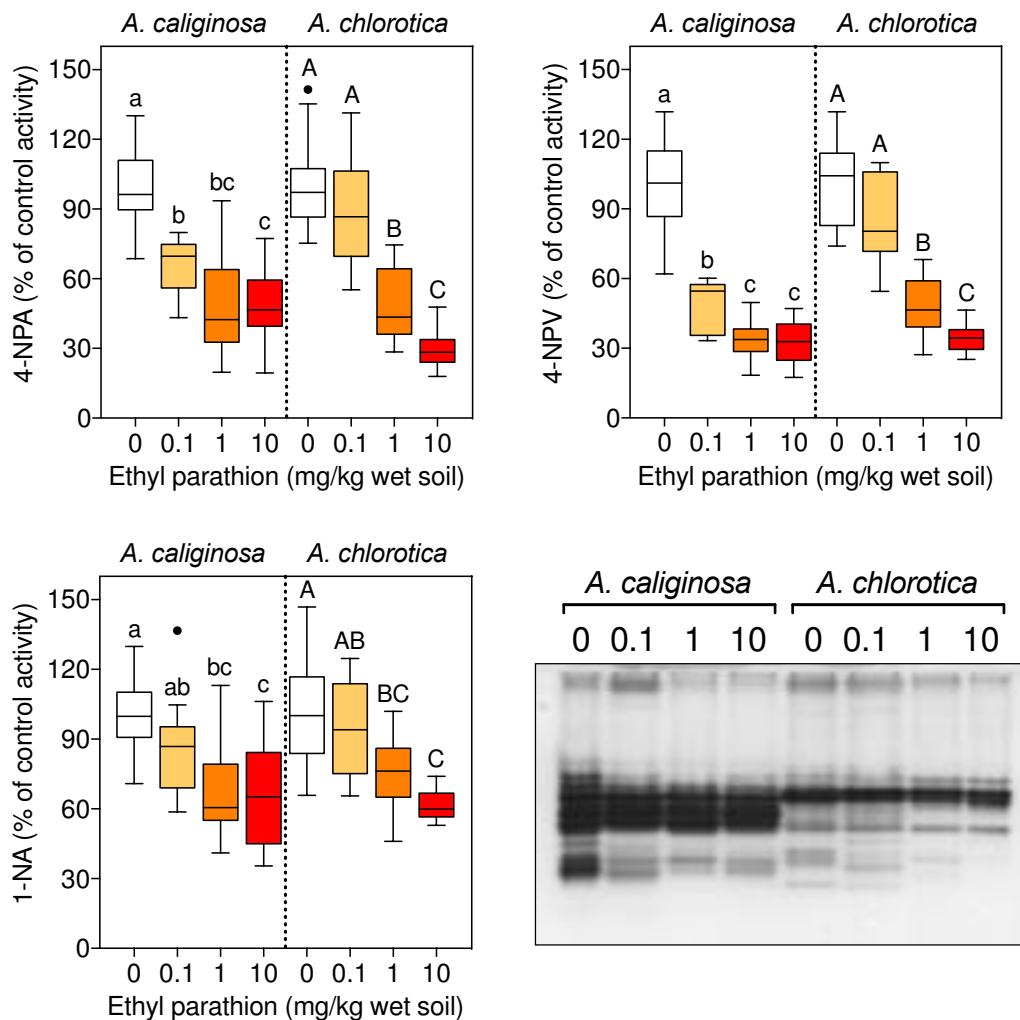 A. caliginosa A. chlorotica
4-NPA (% of control activity)
150
120
90
60
30
0
a
b
bc
c
A
A
B
C
0 0.1 1 10 0 0.1 1 10
Ethyl parathion (mg/kg wet soil)
A. caliginosa A. chlorotica
4-NPV (% of control activity)
150
120
90
60
30
0
a
b
c
c
A
A
B
C
0 0.1 1 10 0 0.1 1 10
Ethyl parathion (mg/kg wet soil)
A. caliginosa A. chlorotica
1-NA (% of control activity)
150
120
90
60
30
0
a
ab
bc
c
A
AB
BC
C
0 0.1 1 10 0 0.1 1 10
Ethyl parathion (mg/kg wet soil)
A. caliginosa A. chlorotica
0 0.1 1 10 0 0.1 1 10